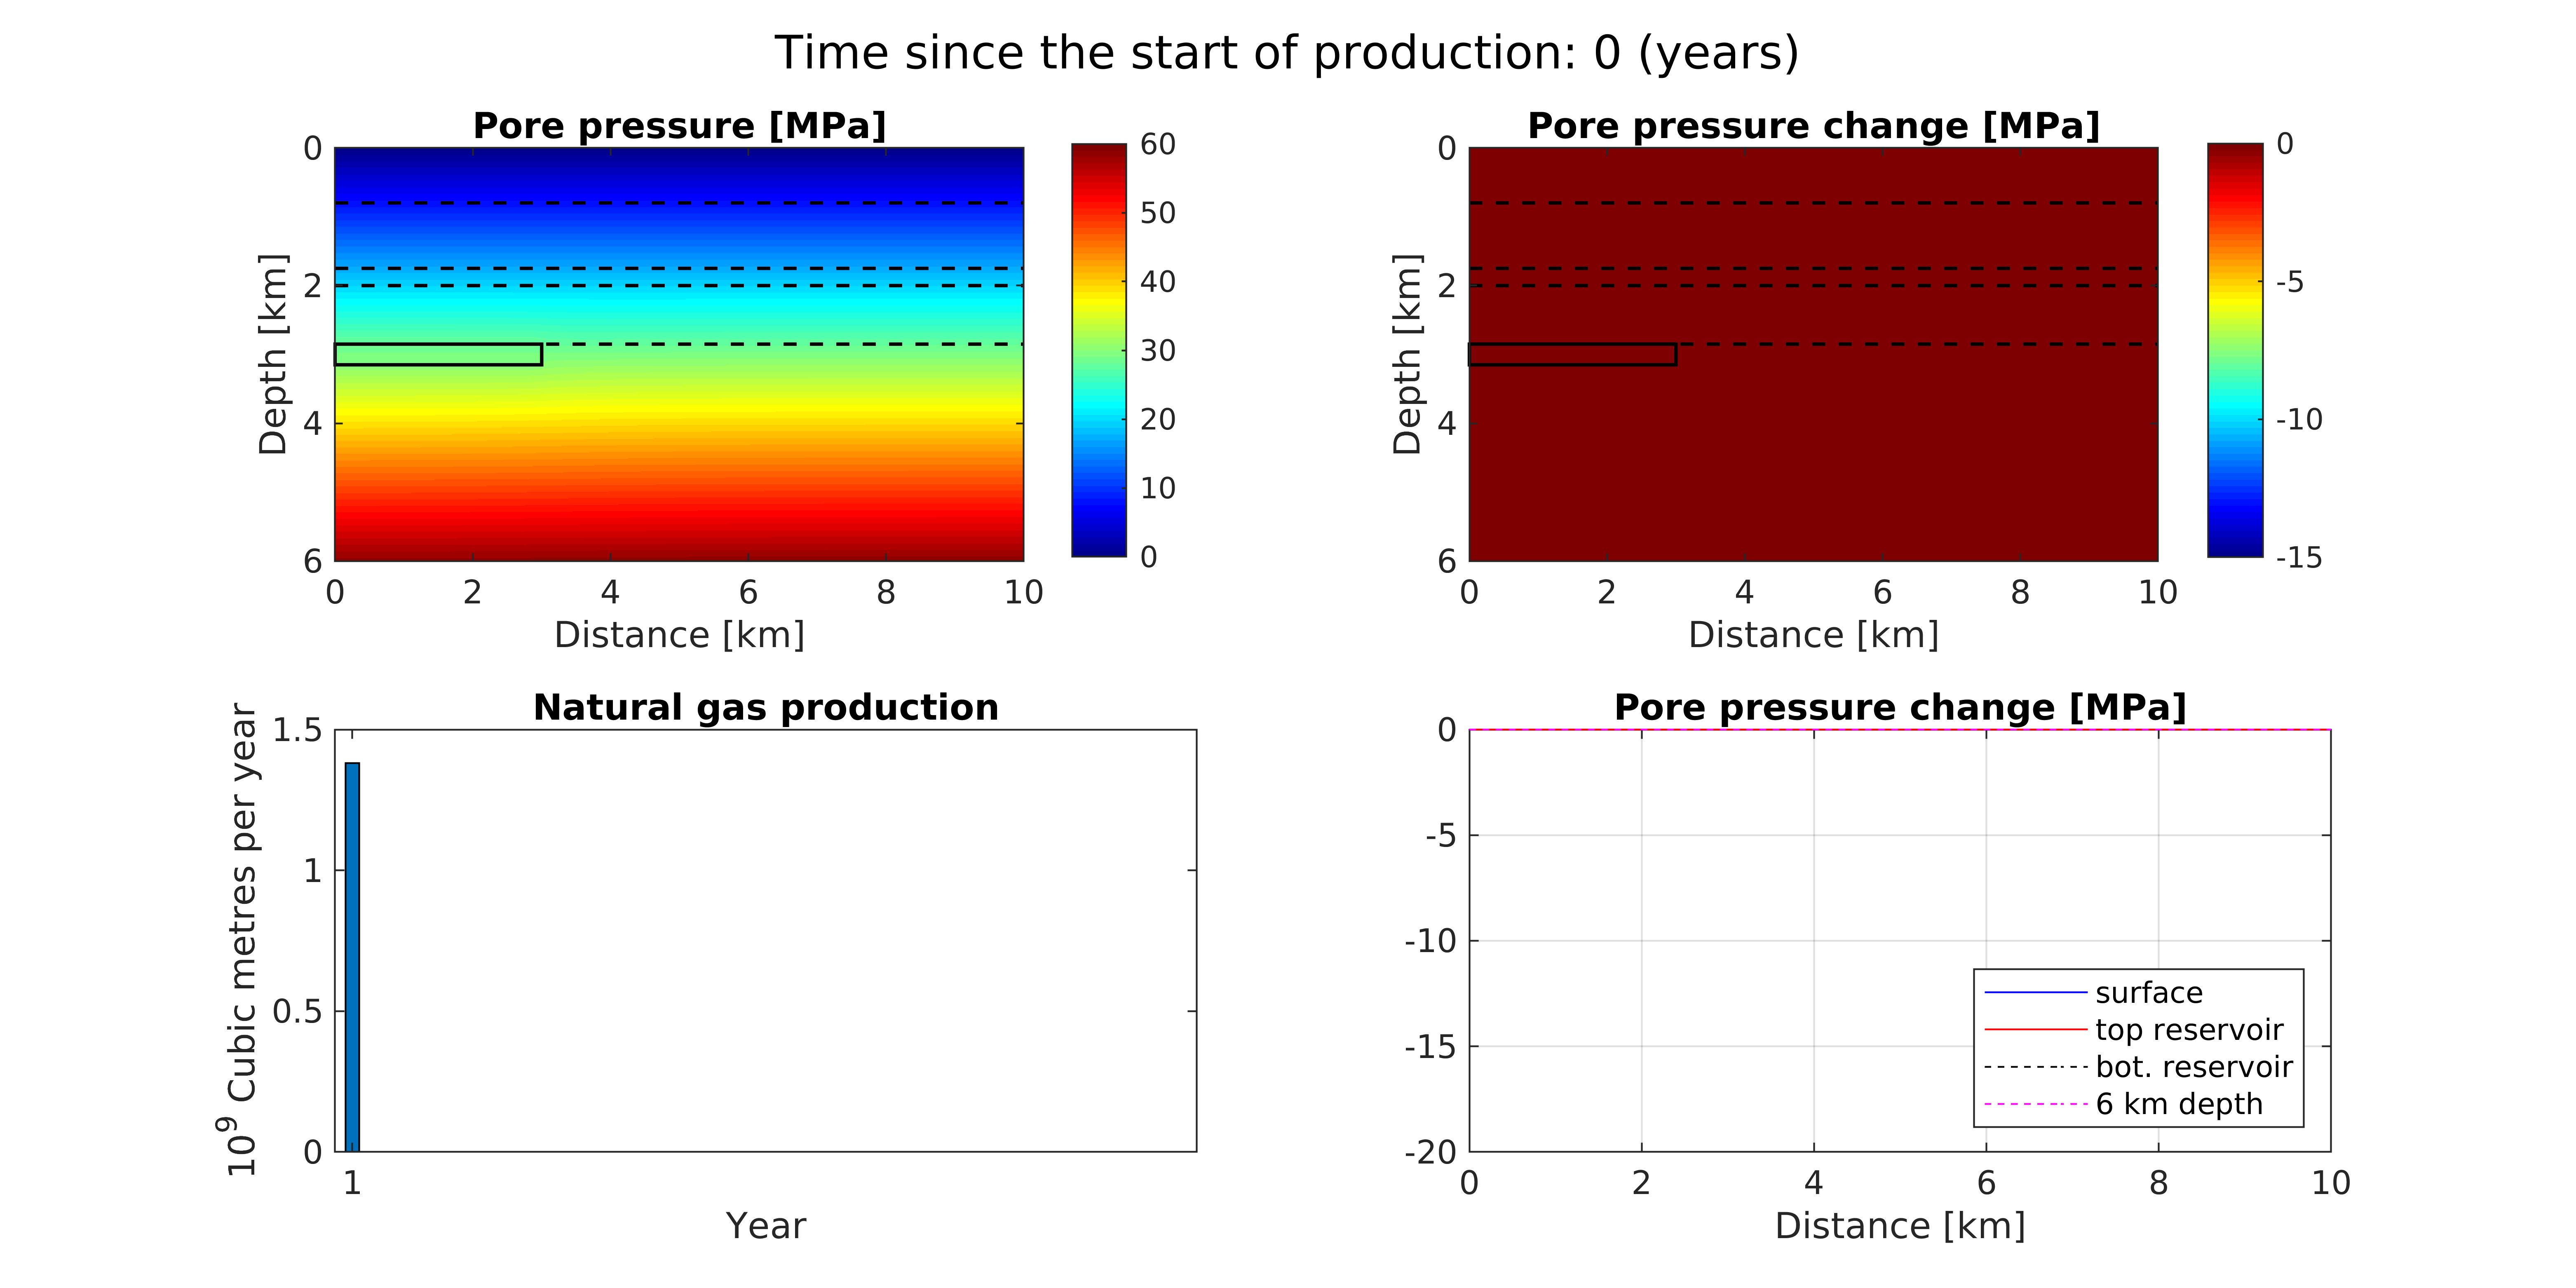 Time since the start of production: 0 (years)
Pore pressure [MPa]
0
2
4
6
Depth [km]
0 2 4 6 8 10
Distance [km]
60
50
40
30
20
10
0
Pore pressure change [MPa]
0
2
4
6
Depth [km]
0 2 4 6 8 10
Distance [km]
0
-5
-10
-15
Natural gas production
1.5
1
0.5
0
10⁹ Cubic metres per year
1
Year
Pore pressure change [MPa]
0
-5
-10
-15
-20
surface
top reservoir
bot. reservoir
6 km depth
0 2 4 6 8 10
Distance [km]